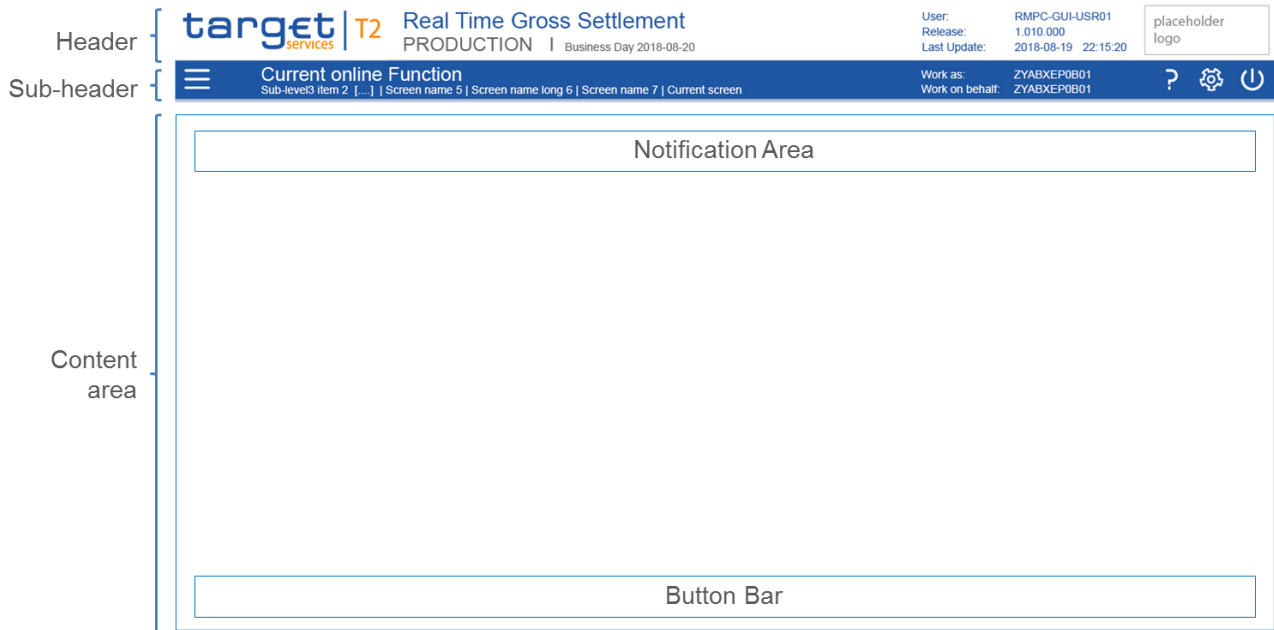 Header
target services | T2
Real Time Gross Settlement
PRODUCTION | Business Day 2018-08-20
User: RMPC-GUI-USR01
Release: 1.010.000
Last Update: 2018-08-19 22:15:20
placeholder
logo
Sub-header
Current online Function
Sub-level3 item 2 [....] | Screen name 5 | Screen name long 6 | Screen name 7 | Current screen
Work as: ZYABXEP0B01
Work on behalf: ZYABXEP0B01
?
Notification Area
Content
area
Button Bar